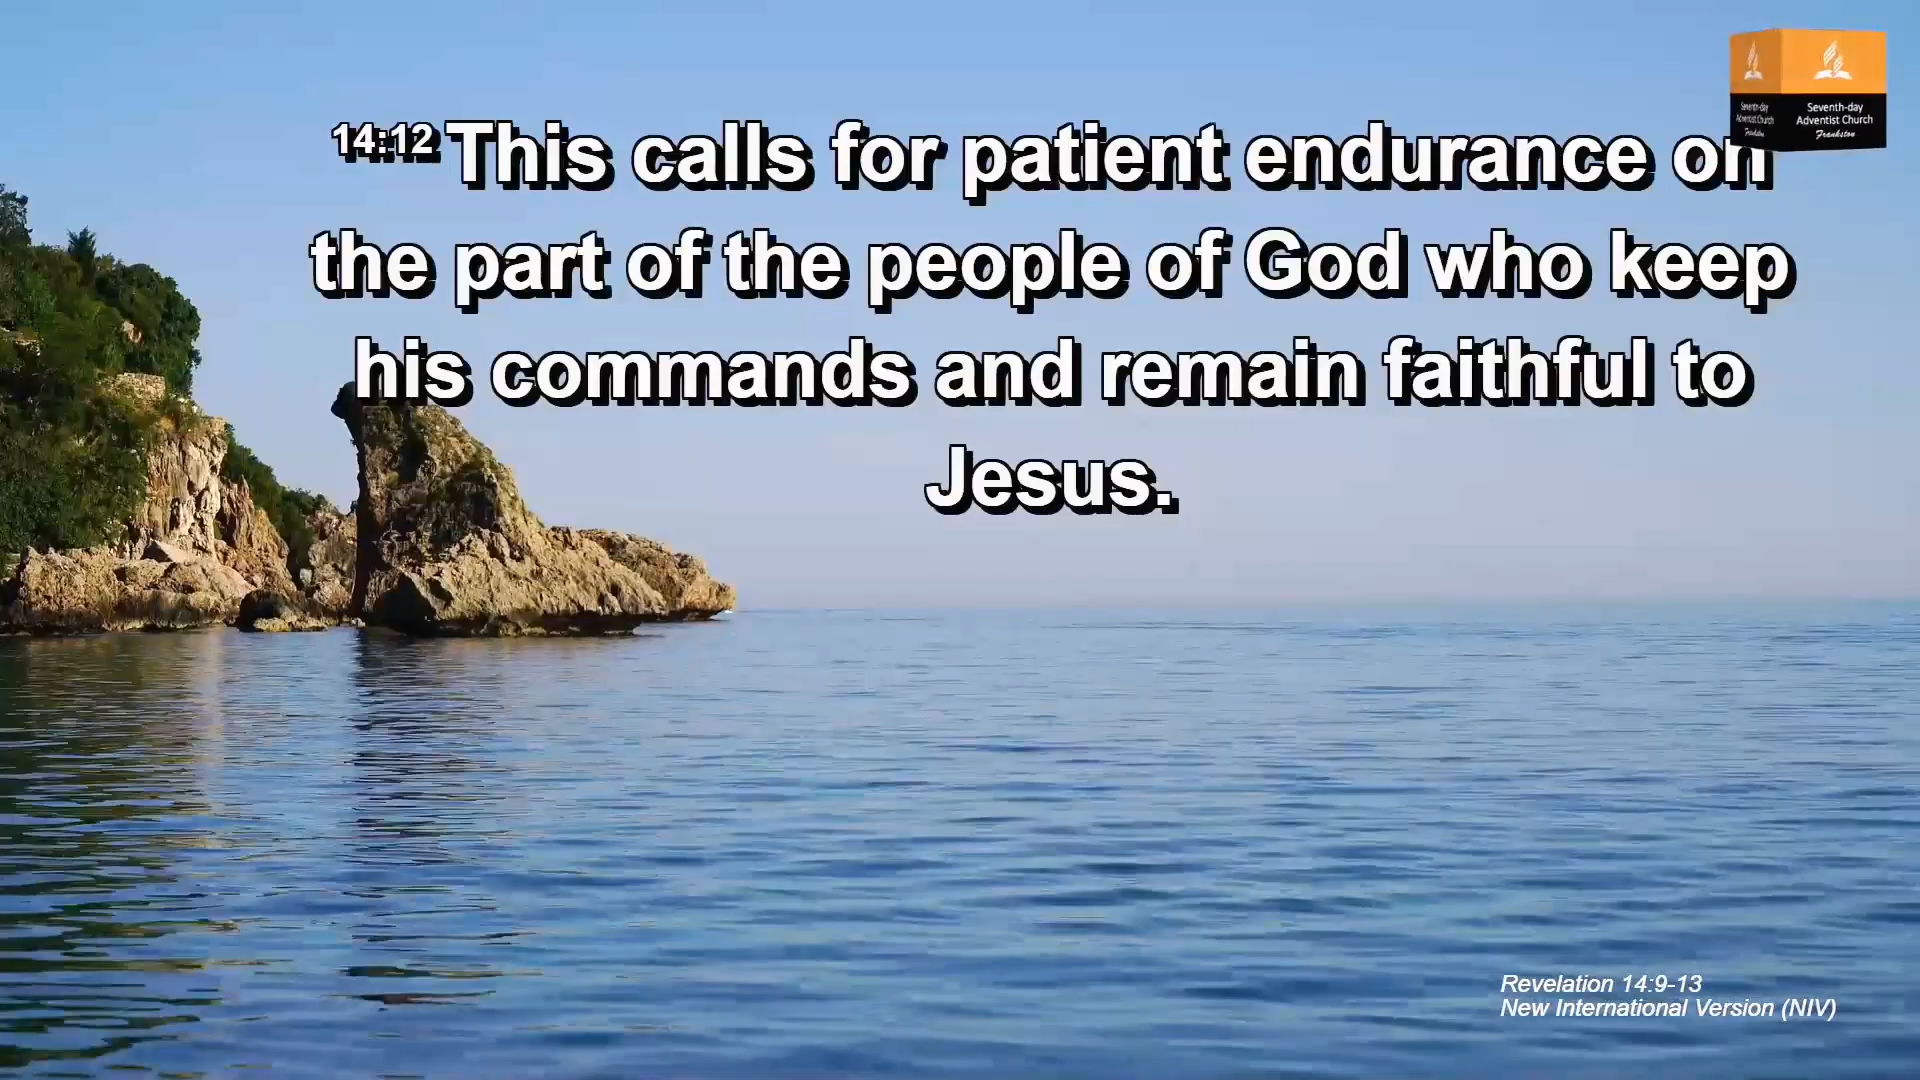 14:12 This calls for patient endurance on
the part of the people of God who keep
his commands and remain faithful to
Jesus.
Seventh-day
Adventist Church
Frankston
Seventh-day
Adventist Church
Frankston
Revelation 14:9-13
New International Version (NIV)